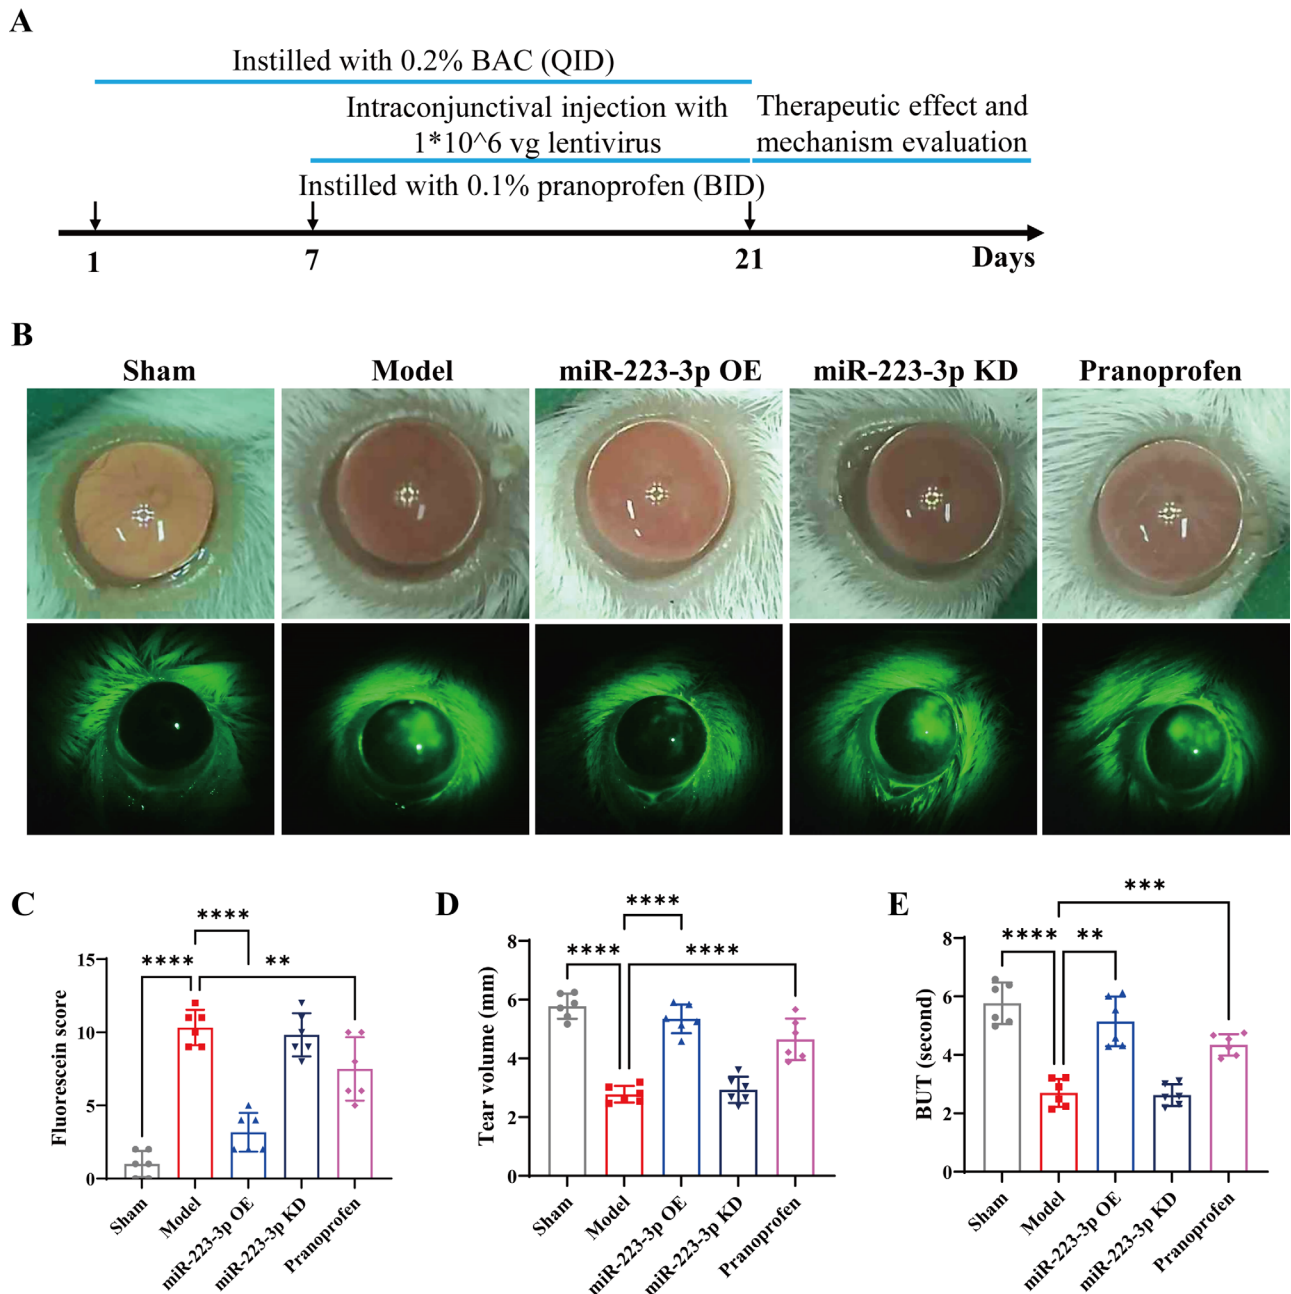 A
Instilled with 0.2% BAC (QID)
Intraconjunctival injection with
1*10^6 vg lentivirus
Therapeutic effect and
mechanism evaluation
Instilled with 0.1% pranoprofen (BID)
1
7
21
Days
B
Sham
Model
miR-223-3p OE
miR-223-3p KD
Pranoprofen
C
Fluorescein score
15
10
5
0
****
****
**
Sham
Model
miR-223-3p OE
miR-223-3p KD
Pranoprofen
D
Tear volume (mm)
8
6
4
2
0
****
****
****
Sham
Model
miR-223-3p OE
miR-223-3p KD
Pranoprofen
E
BUT (second)
8
6
4
2
0
***
****
**
Sham
Model
miR-223-3p OE
miR-223-3p KD
Pranoprofen